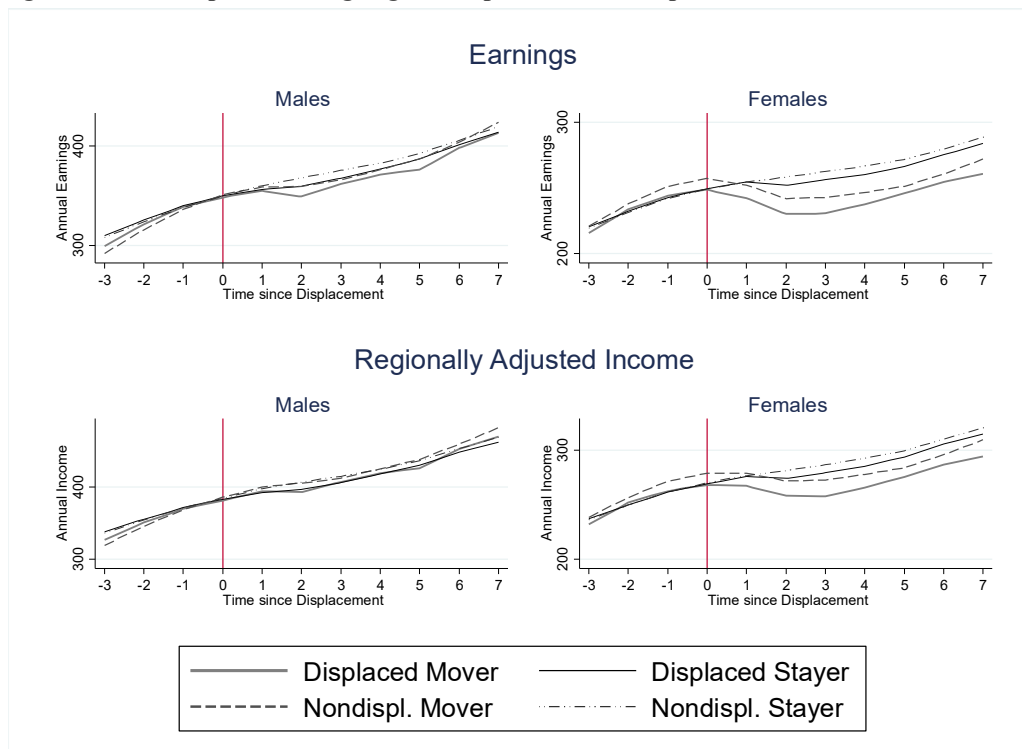 Earnings
Males
Females
Annual Earnings
400
300
-3 -2 -1 0 1 2 3 4 5 6 7
Time since Displacement
Annual Earnings
300
200
-3 -2 -1 0 1 2 3 4 5 6 7
Time since Displacement
Regionally Adjusted Income
Males
Females
Annual Income
400
300
-3 -2 -1 0 1 2 3 4 5 6 7
Time since Displacement
Annual Income
300
200
-3 -2 -1 0 1 2 3 4 5 6 7
Time since Displacement
Displaced Mover
Displaced Stayer
Nondispl. Mover
Nondispl. Stayer